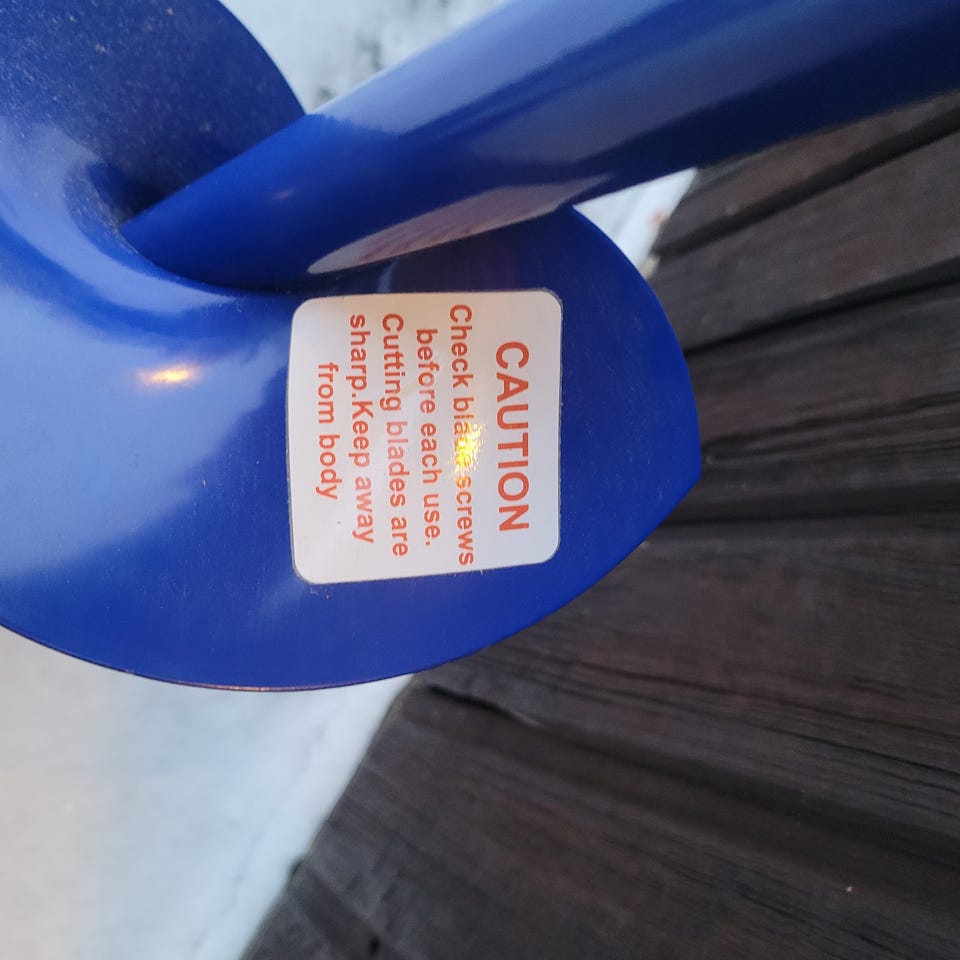 CAUTION
Check blade screws
before each use.
Cutting blades are
sharp.Keep away
from body